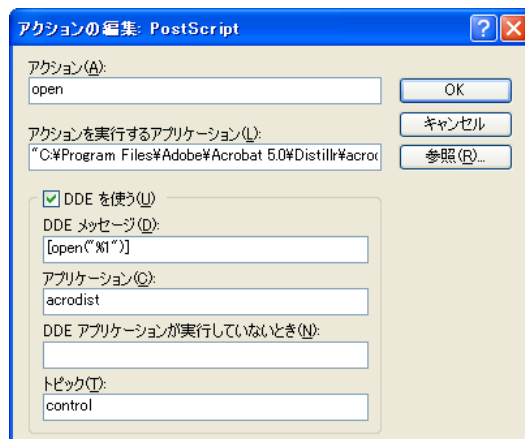 アクションの編集: PostScript
アクション(A):
open
OK
キャンセル
アクションを実行するアプリケーション(L):
"C:¥Program Files¥Adobe¥Acrobat 5.0¥Distillr¥acrod
参照(R)...
DDE を使う(U)
DDE メッセージ(D):
[open("%1")]
アプリケーション(C):
acrodist
DDE アプリケーションが実行していないとき(N):
トピック(T):
control